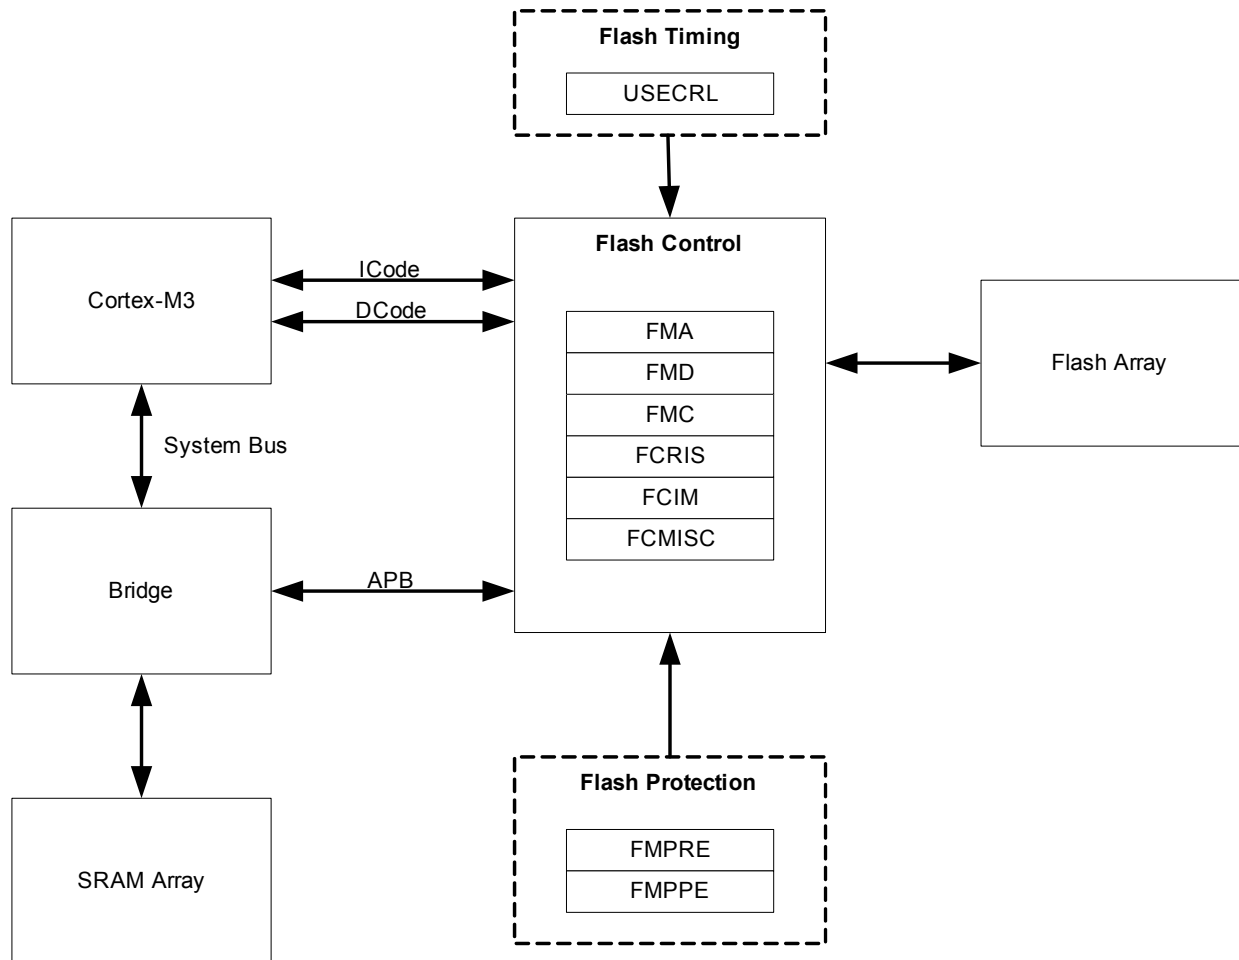 Flash Timing
USECRL
Flash Control
ICode
Cortex-M3
DCode
FMA
FMD
Flash Array
FMC
System Bus
FCRIS
FCIM
FCMISC
Bridge
APB
Flash Protection
FMPRE
SRAM Array
FMPPE